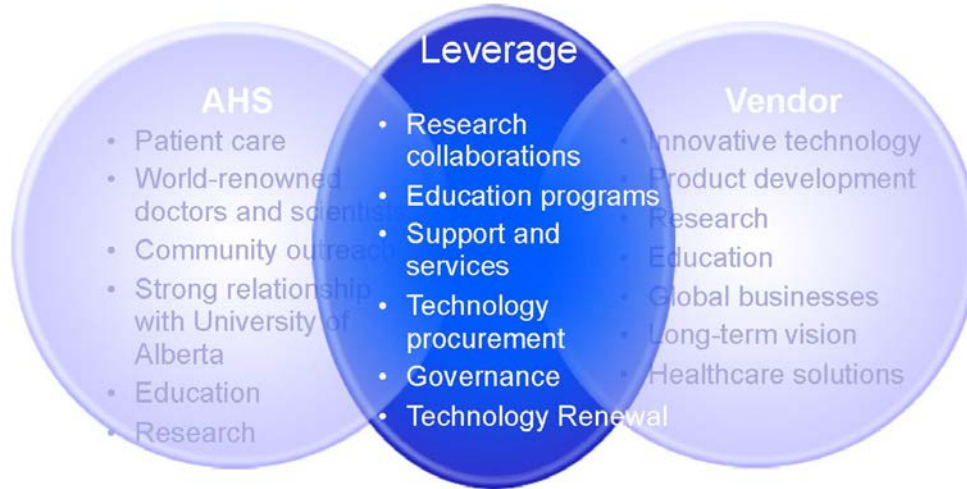 AHS
• Patient care
• World-renowned
doctors and scientists
• Community outreach
• Strong relationship
with University of
Alberta
• Education
• Research
Leverage
• Research
collaborations
• Education programs
• Support and
services
• Technology
procurement
• Governance
• Technology Renewal
Vendor
• Innovative technology
• Product development
• Research
• Education
• Global businesses
• Long-term vision
• Healthcare solutions